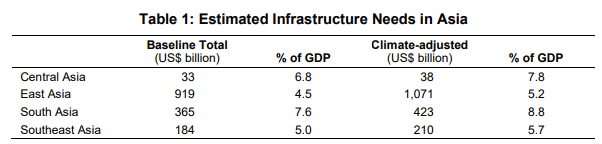 Table 1: Estimated Infrastructure Needs in Asia
Baseline Total Climate-adjusted
(US$ billion) % of GDP (US$ billion) % of GDP
Central Asia 33 6.8 38 7.8
East Asia 919 4.5 1,071 5.2
South Asia 365 7.6 423 8.8
Southeast Asia 184 5.0 210 5.7